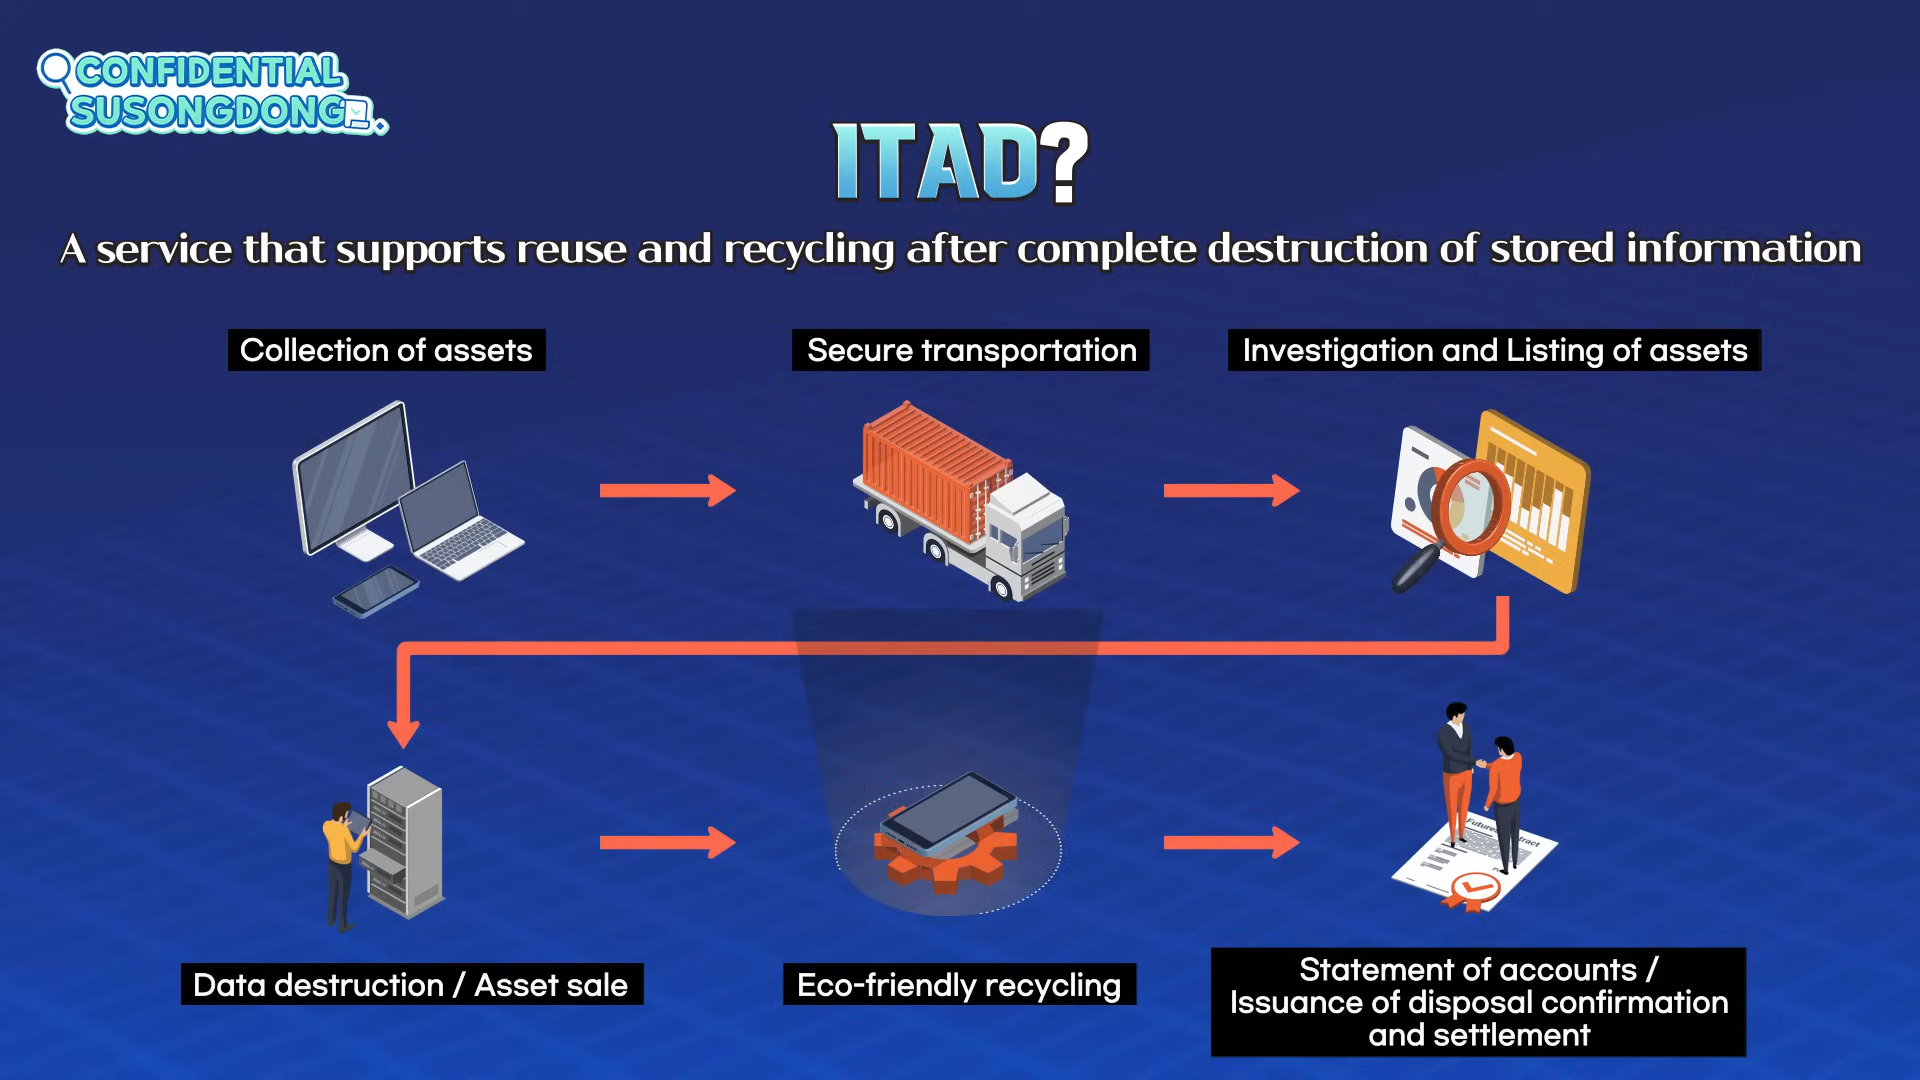 CONFIDENTIAL
SUSONGDONG
ITAD?
A service that supports reuse and recycling after complete destruction of stored information
Collection of assets
Secure transportation
Investigation and Listing of assets
Data destruction / Asset sale
Eco-friendly recycling
Statement of accounts /
Issuance of disposal confirmation
and settlement